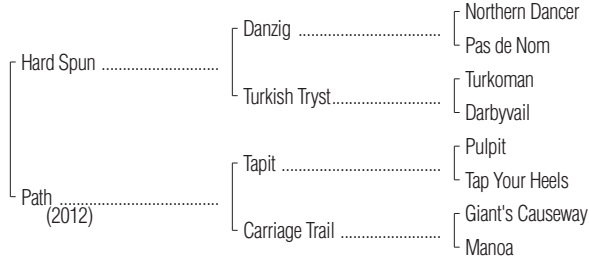 Northern Dancer
Danzig ..................................
Pas de Nom
Hard Spun ............................
Turkoman
Turkish Tryst..........................
Darbyvail
Pulpit
Tapit ......................................
Tap Your Heels
Path ......................................
(2012)
Giant's Causeway
Carriage Trail ........................
Manoa